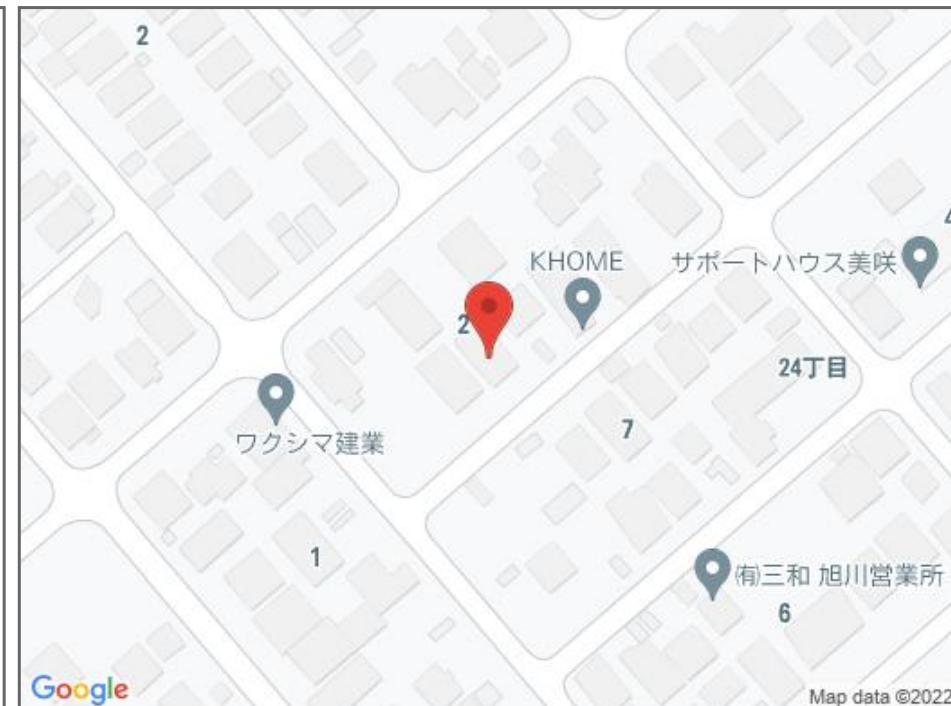 2
KHOME
サポートハウス美咲
2
24丁目
ワクシマ建業
7
1
(有)三和 旭川営業所
6
Google
Map data ©2022